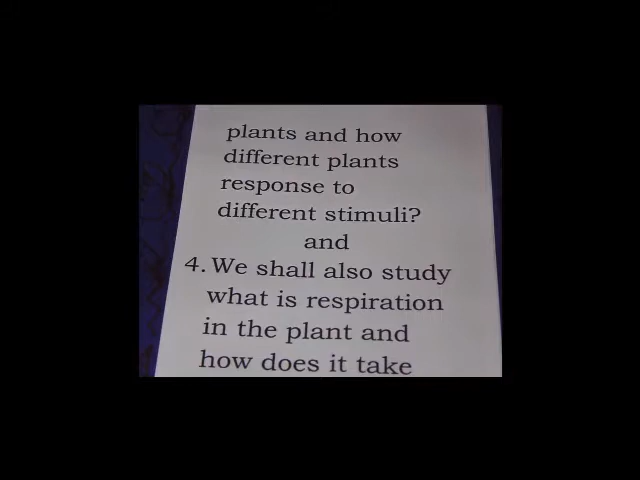 plants and how
different plants
response to
different stimuli?
and
4. We shall also study
what is respiration
in the plant and
how does it take